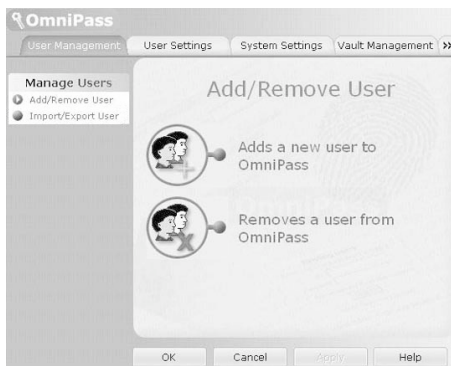 OmniPass
User Management User Settings System Settings Vault Management »
Manage Users
Add/Remove User
Import/Export User
Add/Remove User
Adds a new user to
OmniPass
Removes a user from
OmniPass
OK Cancel Apply Help